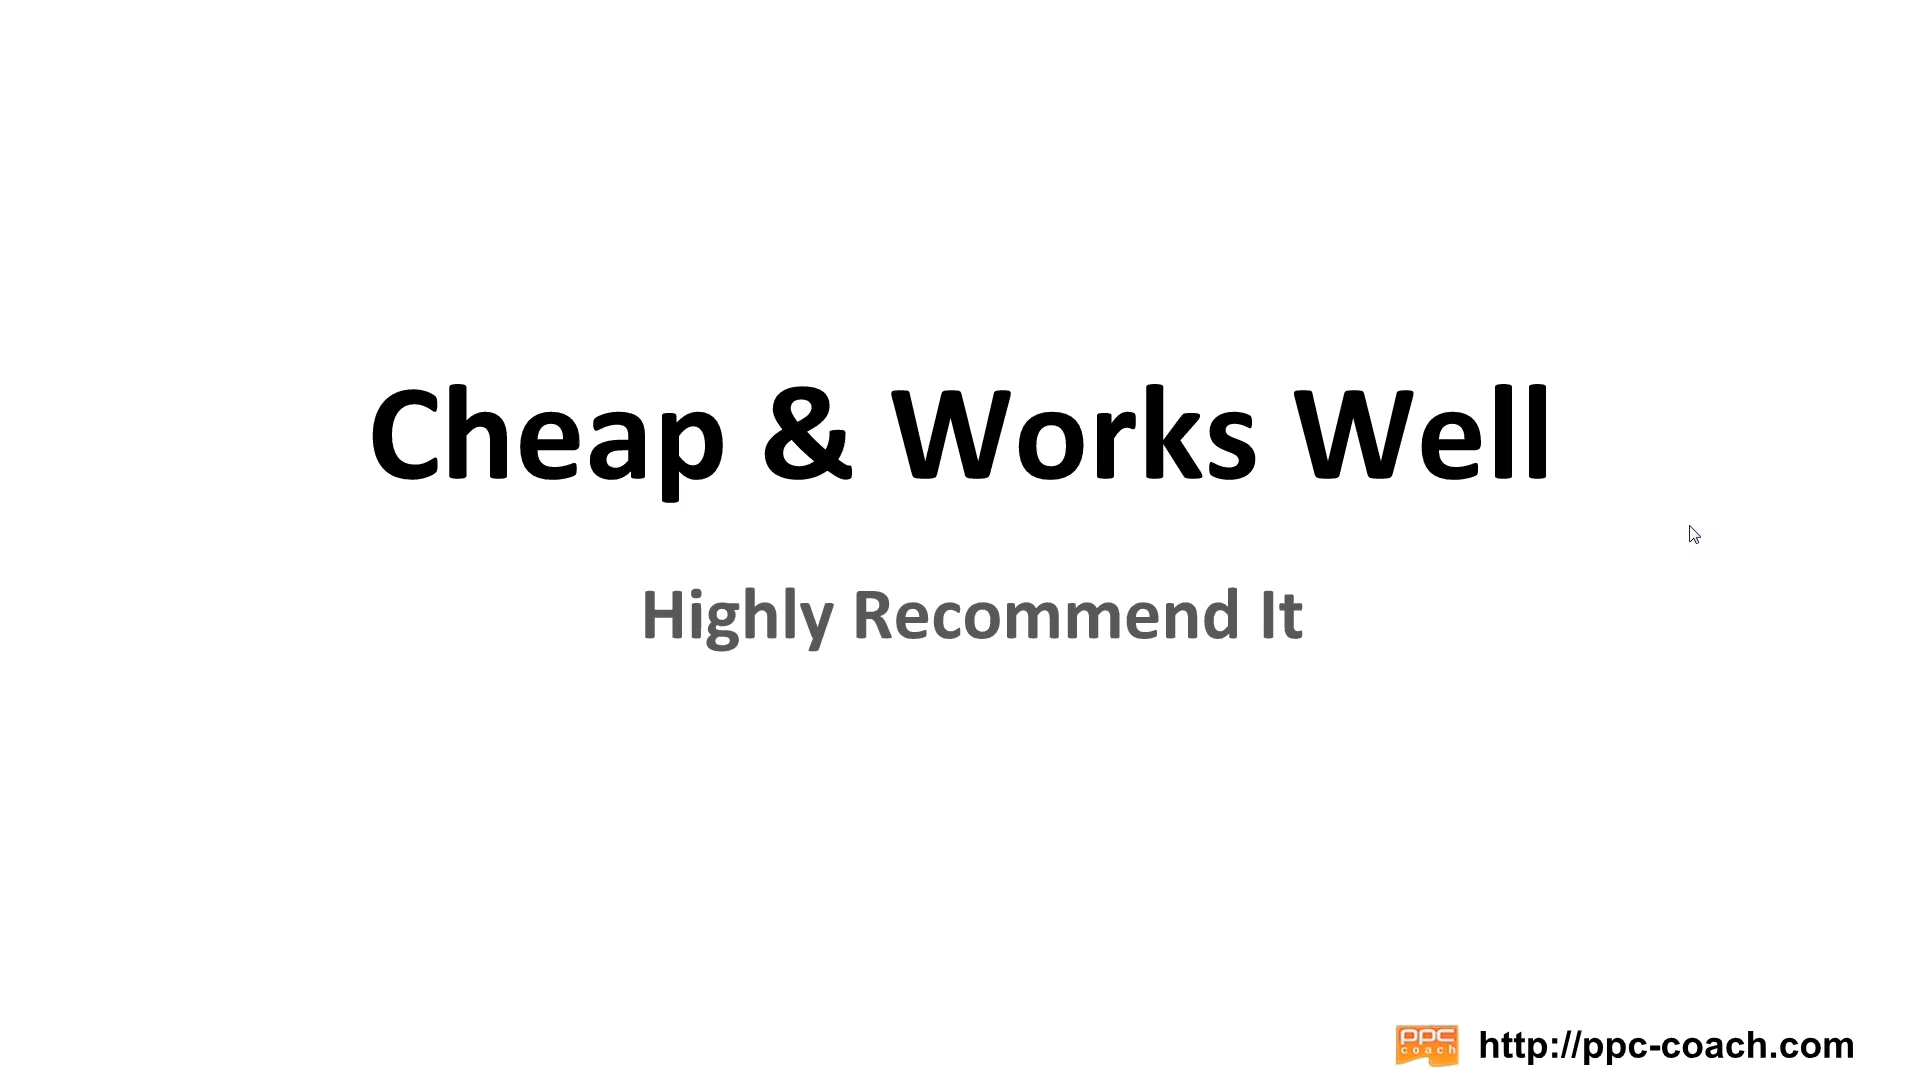 Cheap & Works Well
Highly Recommend It
ppc
coach
http://ppc-coach.com